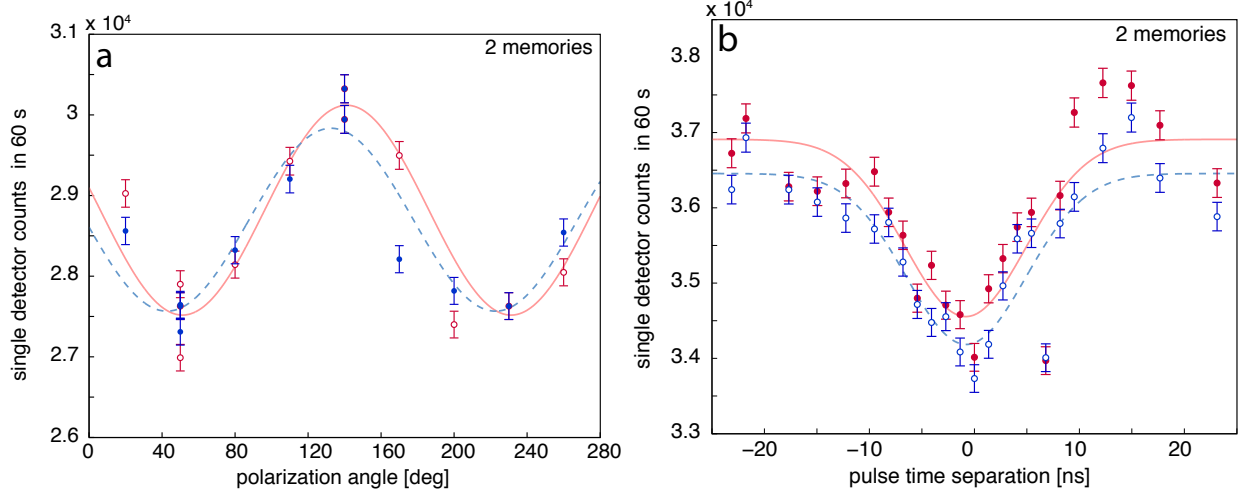 x 10⁴
3.1
a
2 memories
3.0
2.9
2.8
2.7
2.6
single detector counts in 60 s
0
40
80
120
160
200
240
280
polarization angle [deg]
x 10⁴
3.8
b
2 memories
3.7
3.6
3.5
3.4
3.3
single detector counts in 60 s
−20
−10
0
10
20
pulse time separation [ns]